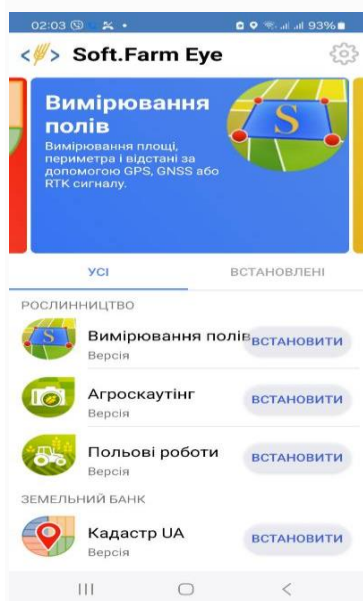 02:03 93%
Soft.Farm Eye
Вимірювання
полів
Вимірювання площі,
периметра і відстані за
допомогою GPS, GNSS або
RTK сигналу.
S
УСІ ВСТАНОВЛЕНІ
РОСЛИННИЦТВО
S
Вимірювання полів ВСТАНОВИТИ
Версія
Агроскаутінг ВСТАНОВИТИ
Версія
Польові роботи ВСТАНОВИТИ
Версія
ЗЕМЕЛЬНИЙ БАНК
Кадастр UA ВСТАНОВИТИ
Версія